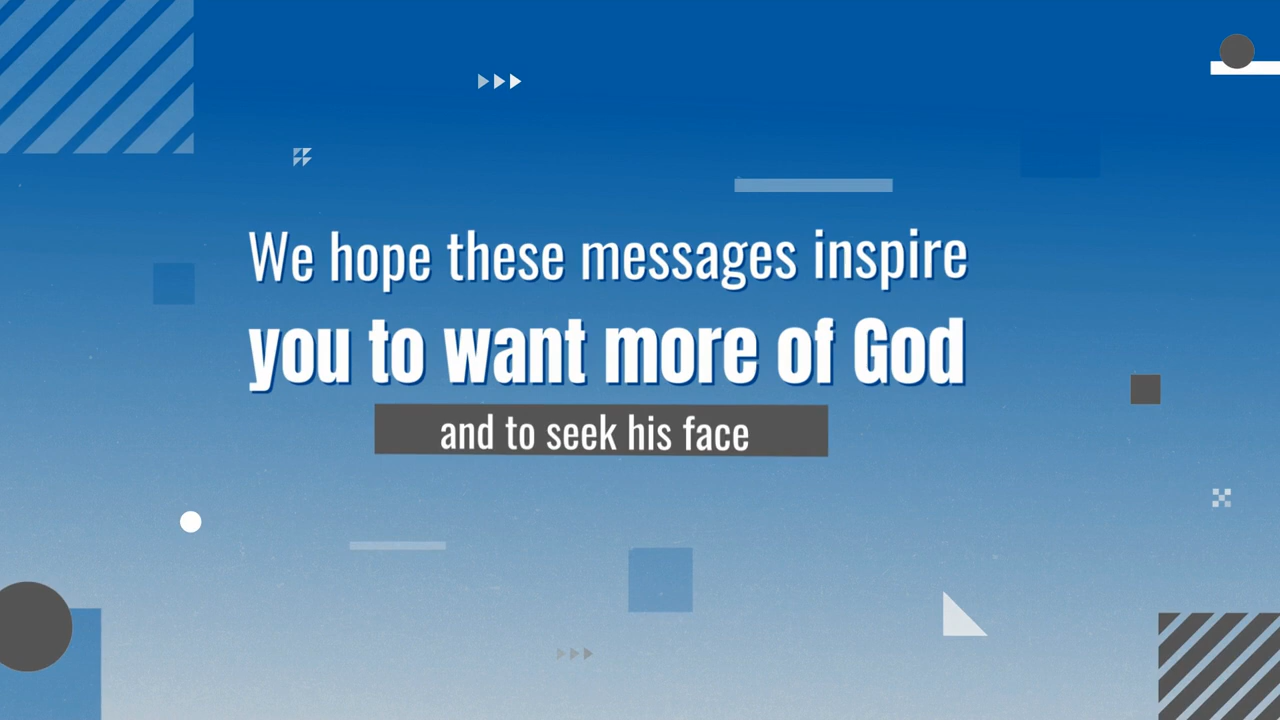 We hope these messages inspire
you to want more of God
and to seek his face